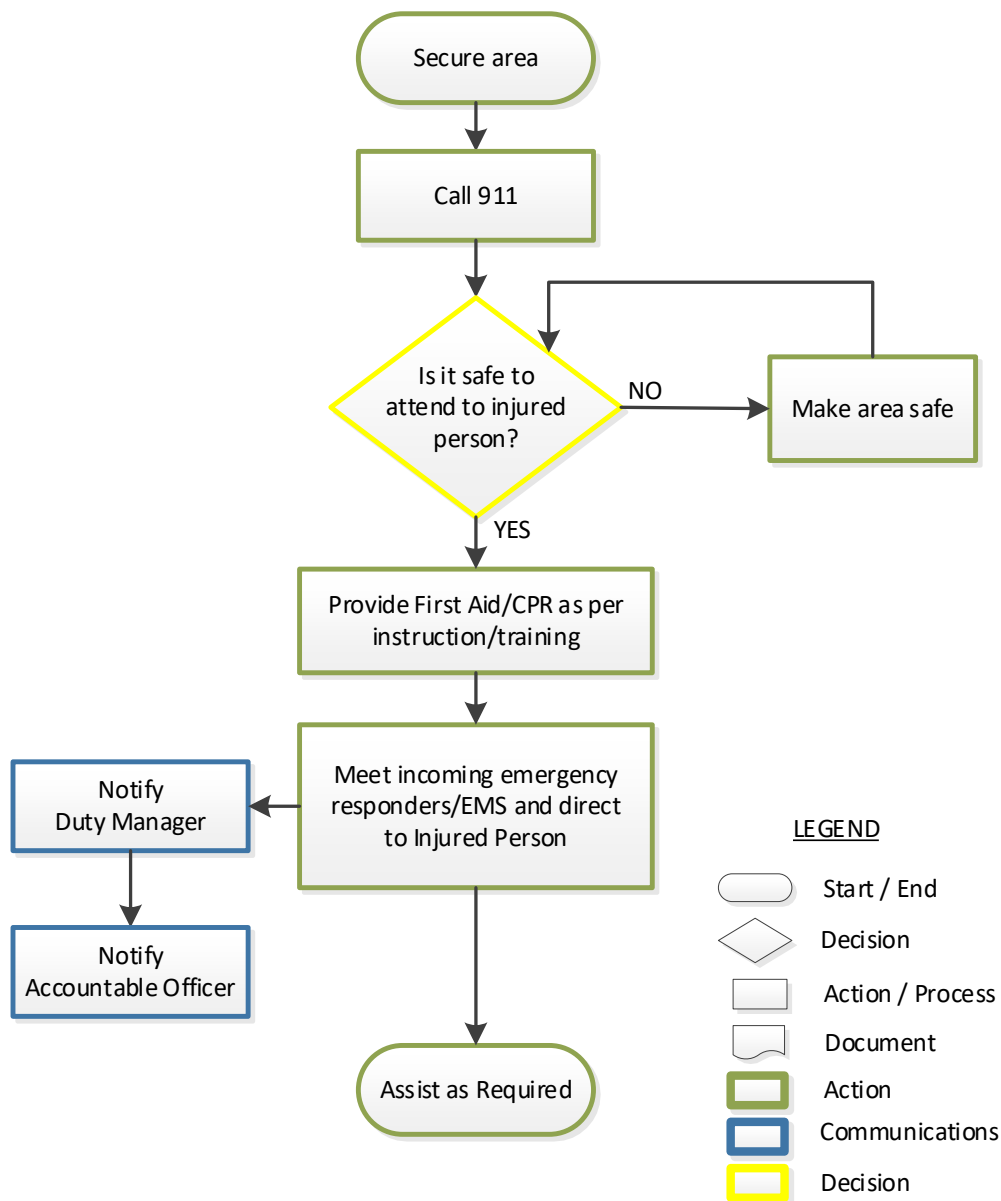 Secure area
Call 911
Is it safe to
attend to injured
person?
NO
Make area safe
YES
Provide First Aid/CPR as per
instruction/training
Meet incoming emergency
responders/EMS and direct
to Injured Person
Notify
Duty Manager
Notify
Accountable Officer
Assist as Required
LEGEND
Start / End
Decision
Action / Process
Document
Action
Communications
Decision